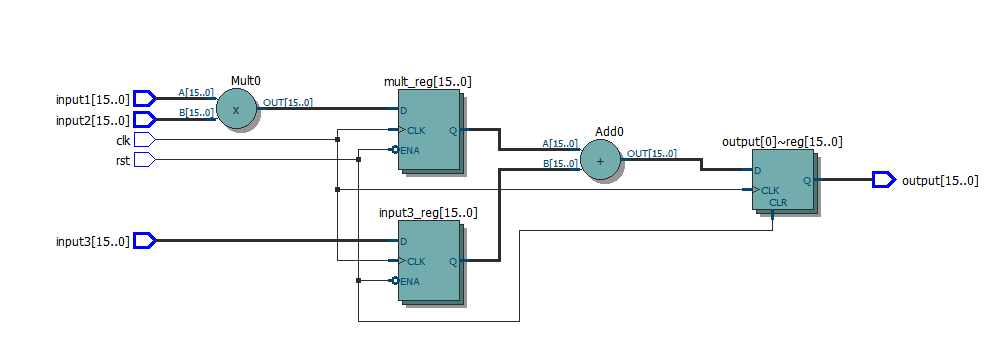 Mult0
mult_reg[15..0]
input1[15..0]
A[15..0]
x
OUT[15..0]
D
input2[15..0]
B[15..0]
clk
CLK
Q
rst
ENA
Add0
A[15..0]
B[15..0]
+
OUT[15..0]
output[0]~reg[15..0]
D
Q
CLK
CLR
output[15..0]
input3_reg[15..0]
input3[15..0]
D
CLK
Q
ENA